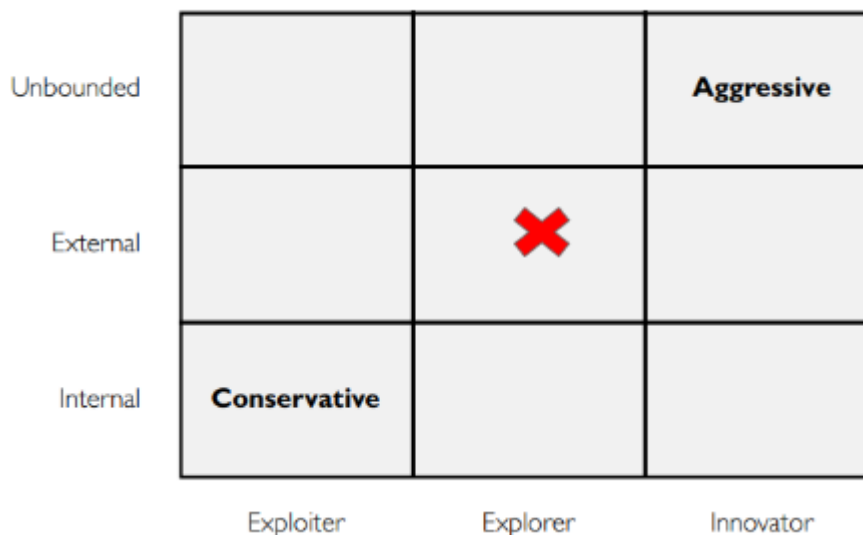 Unbounded
Aggressive
External
Internal
Conservative
Exploiter
Explorer
Innovator